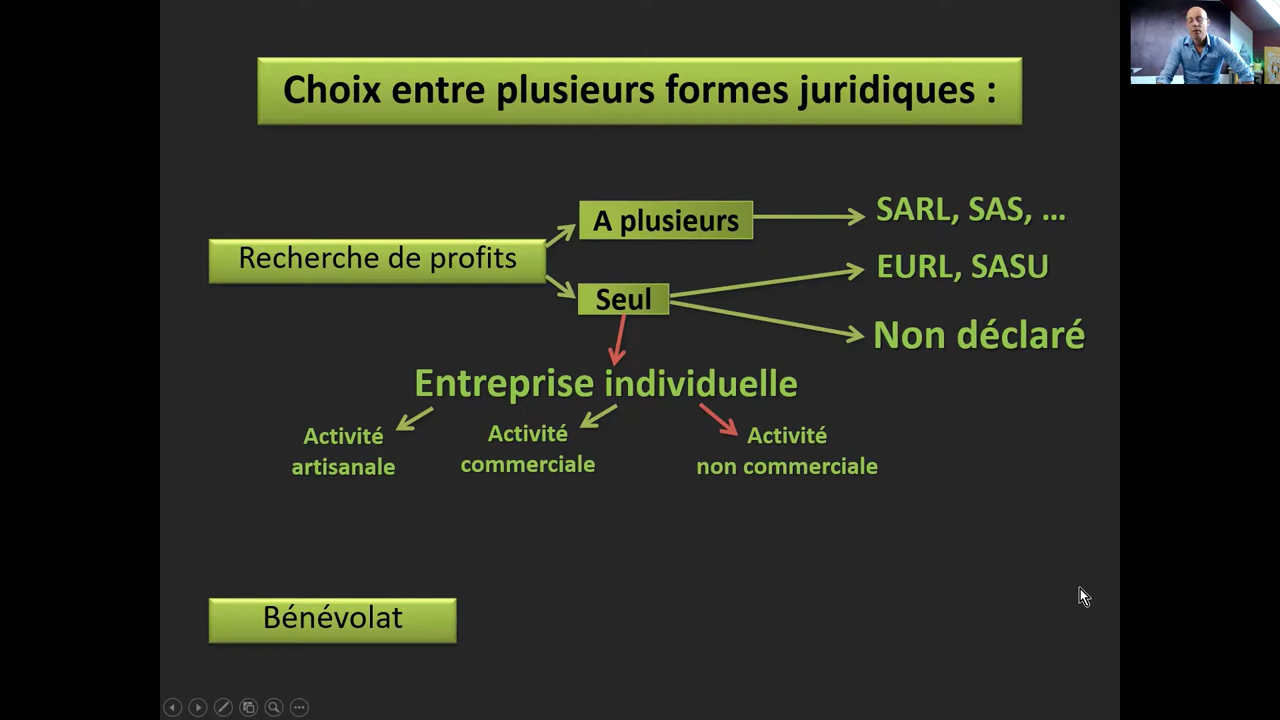 Choix entre plusieurs formes juridiques :
A plusieurs
SARL, SAS, ...
Recherche de profits
EURL, SASU
Seul
Non déclaré
Entreprise individuelle
Activité
artisanale
Activité
commerciale
Activité
non commerciale
Bénévolat